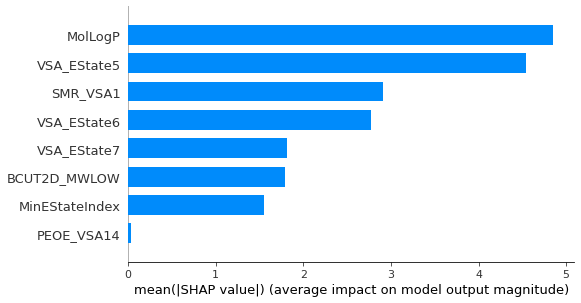 MolLogP
VSA_EState5
SMR_VSA1
VSA_EState6
VSA_EState7
BCUT2D_MWLOW
MinEStateIndex
PEOE_VSA14
0 1 2 3 4 5
mean(|SHAP value|) (average impact on model output magnitude)